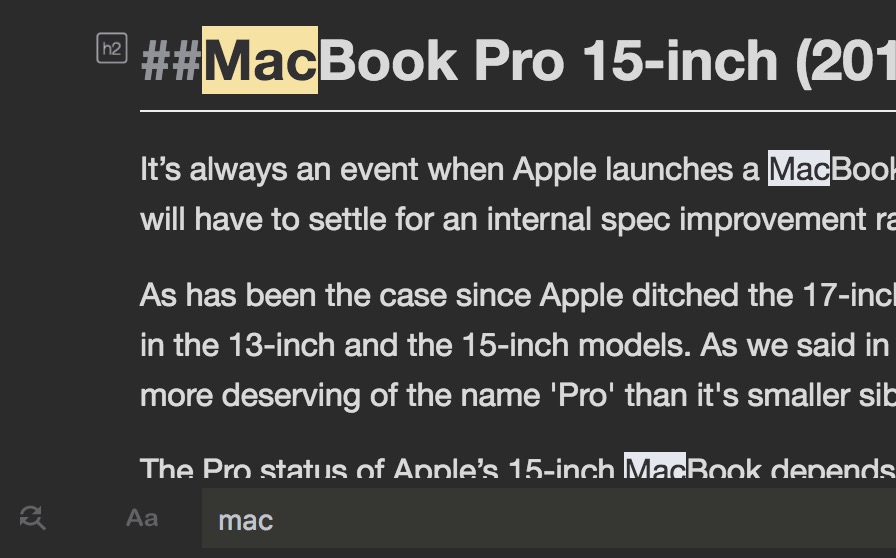 h2
##MacBook Pro 15-inch (201
It’s always an event when Apple launches a MacBook
will have to settle for an internal spec improvement ra
As has been the case since Apple ditched the 17-incl
in the 13-inch and the 15-inch models. As we said in
more deserving of the name 'Pro' than it's smaller sib
The Pro status of Apple’s 15-inch MacBook depends
Aa
mac